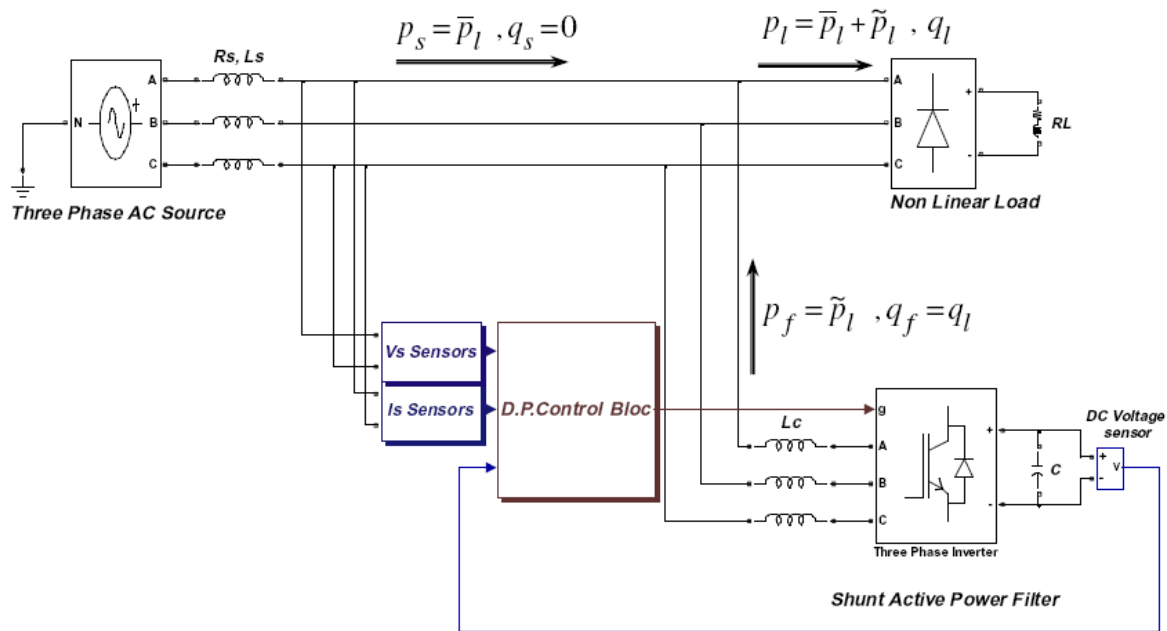 p_s = p̄_l , q_s = 0
p_l = p̄_l + p̃_l , q_l
Rs, Ls
A
B
C
N
+
A
B
C
+
-
RL
Three Phase AC Source
Non Linear Load
p_f = p̃_l , q_f = q_l
Vs Sensors
Is Sensors
D.P.Control Bloc
g
A
B
C
Lc
+
-
C
DC Voltage
sensor
+
-
v
Three Phase Inverter
Shunt Active Power Filter